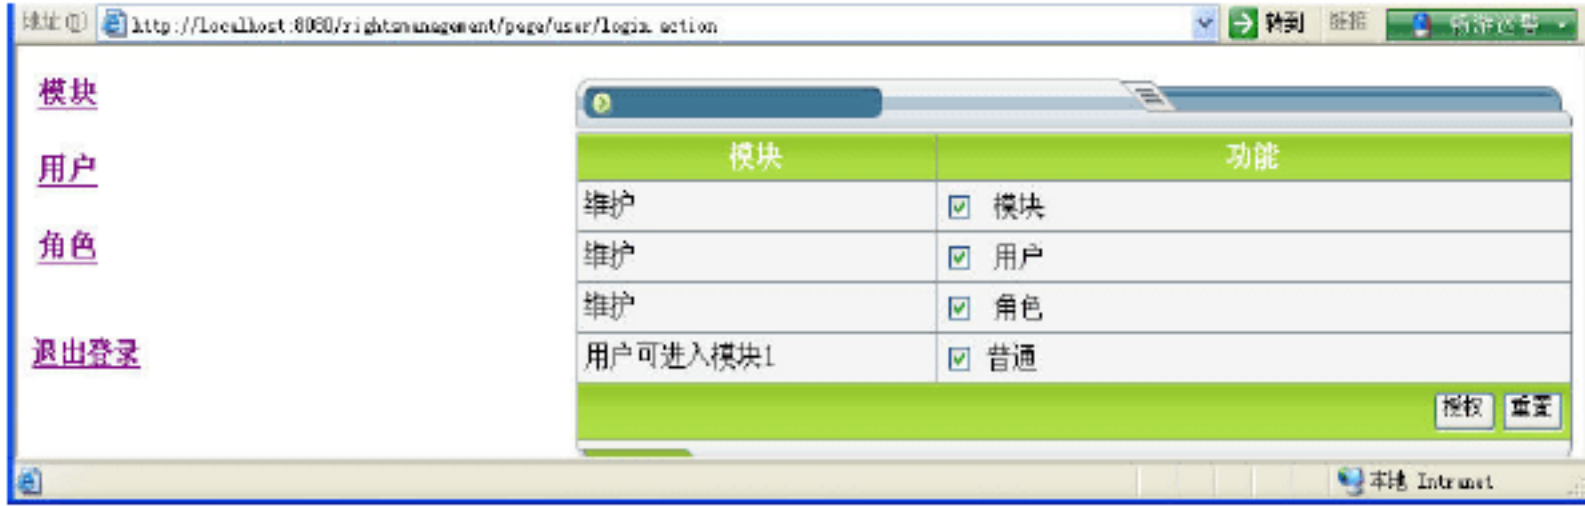 地址(D) http://localhost:8080/rightsmanagement/page/user/login.action 转到 链接
模块
用户
角色
退出登录
模块 功能
维护 模块
维护 用户
维护 角色
用户可进入模块1 普通
授权 重置
本地 Intranet